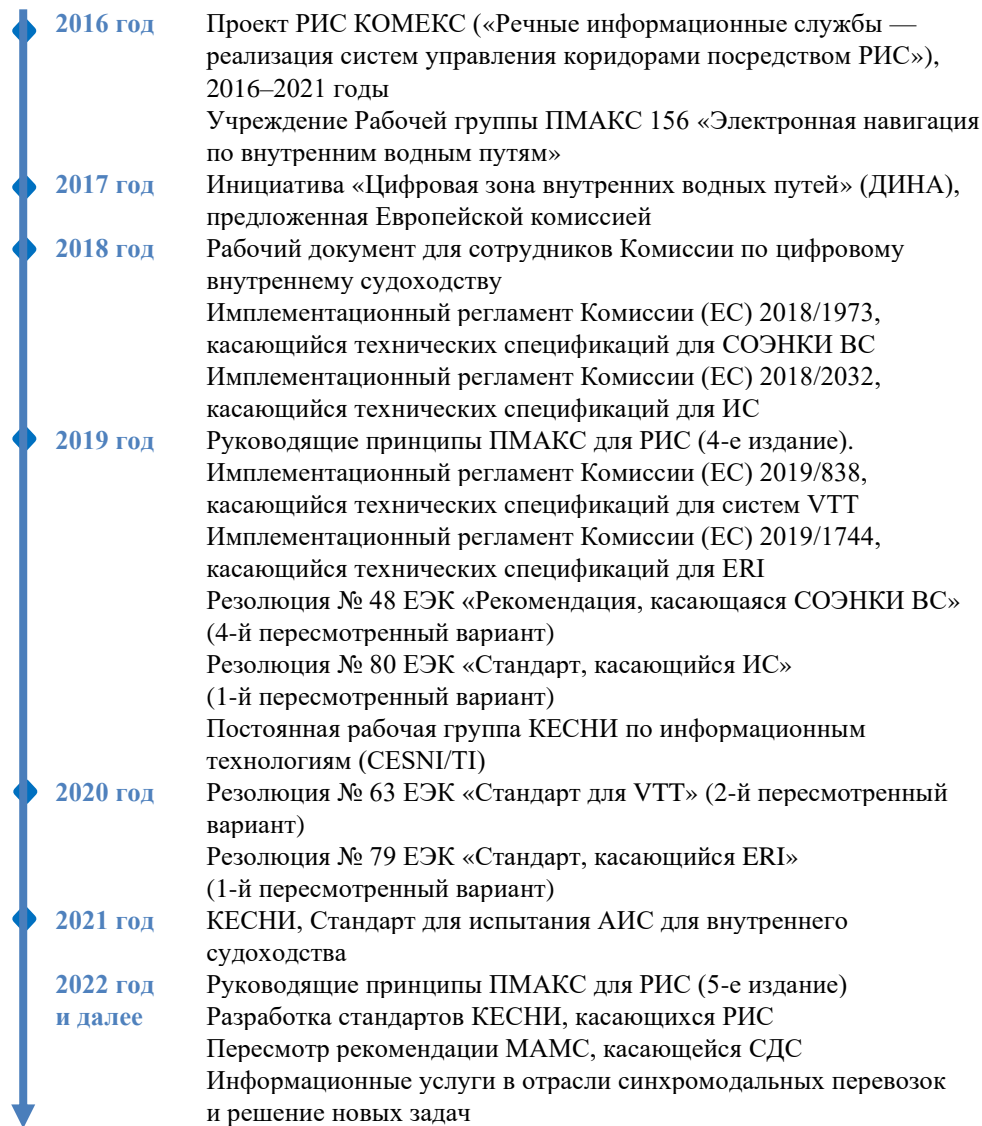 2016 год Проект РИС КОМЕКС («Речные информационные службы —
реализация систем управления коридорами посредством РИС»),
2016–2021 годы
Учреждение Рабочей группы ПМАКС 156 «Электронная навигация
по внутренним водным путям»
2017 год Инициатива «Цифровая зона внутренних водных путей» (ДИНА),
предложенная Европейской комиссией
2018 год Рабочий документ для сотрудников Комиссии по цифровому
внутреннему судоходству
Имплементационный регламент Комиссии (ЕС) 2018/1973,
касающийся технических спецификаций для СОЭНКИ ВС
Имплементационный регламент Комиссии (ЕС) 2018/2032,
касающийся технических спецификаций для ИС
2019 год Руководящие принципы ПМАКС для РИС (4-е издание).
Имплементационный регламент Комиссии (ЕС) 2019/838,
касающийся технических спецификаций для систем VTT
Имплементационный регламент Комиссии (ЕС) 2019/1744,
касающийся технических спецификаций для ERI
Резолюция № 48 ЕЭК «Рекомендация, касающаяся СОЭНКИ ВС»
(4-й пересмотренный вариант)
Резолюция № 80 ЕЭК «Стандарт, касающийся ИС»
(1-й пересмотренный вариант)
Постоянная рабочая группа КЕСНИ по информационным
технологиям (CESNI/TI)
2020 год Резолюция № 63 ЕЭК «Стандарт для VTT» (2-й пересмотренный
вариант)
Резолюция № 79 ЕЭК «Стандарт, касающийся ERI»
(1-й пересмотренный вариант)
2021 год КЕСНИ, Стандарт для испытания АИС для внутреннего
судоходства
2022 год Руководящие принципы ПМАКС для РИС (5-е издание)
и далее Разработка стандартов КЕСНИ, касающихся РИС
Пересмотр рекомендации МАМС, касающейся СДС
Информационные услуги в отрасли синхромодальных перевозок
и решение новых задач